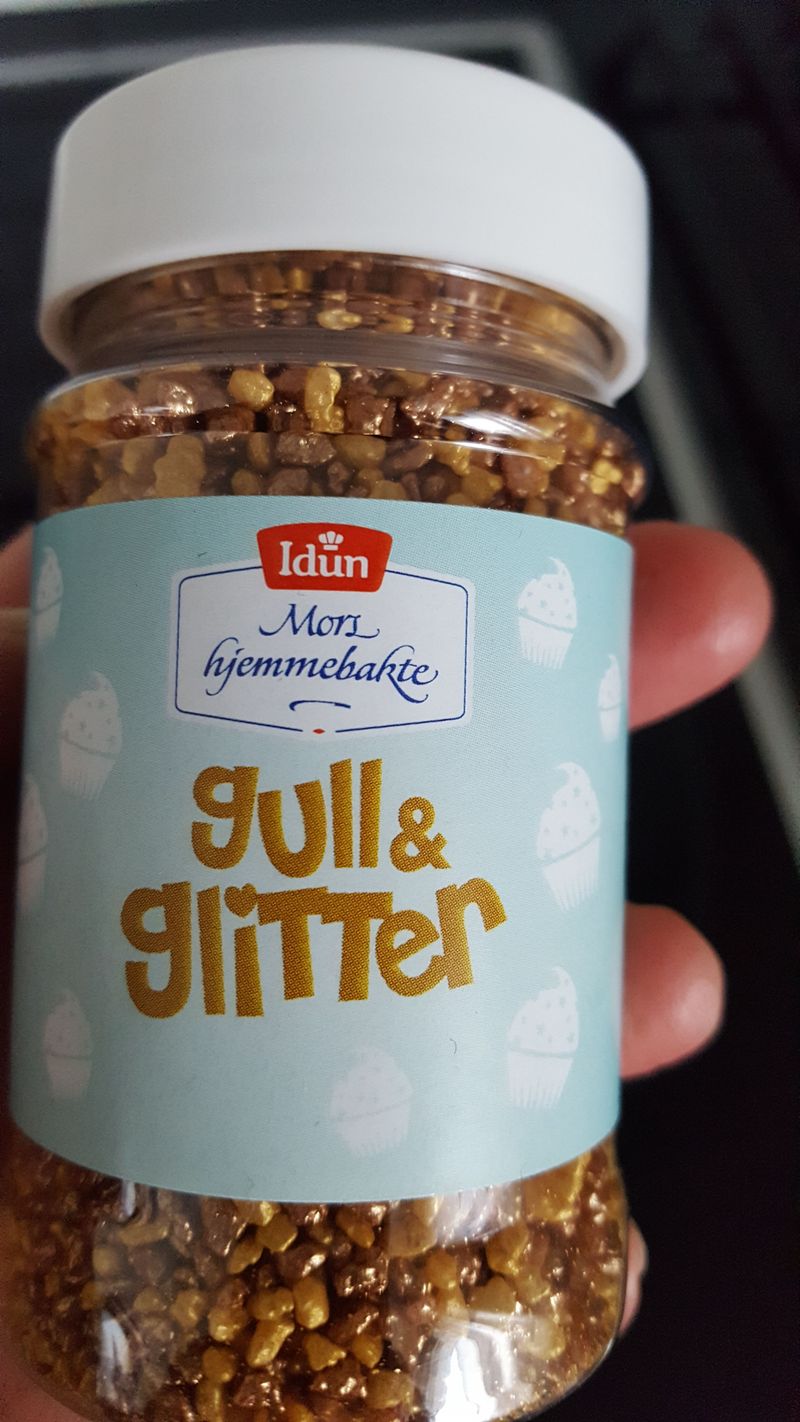 Idun
Mors
hjemmebakte
gull &
glitter